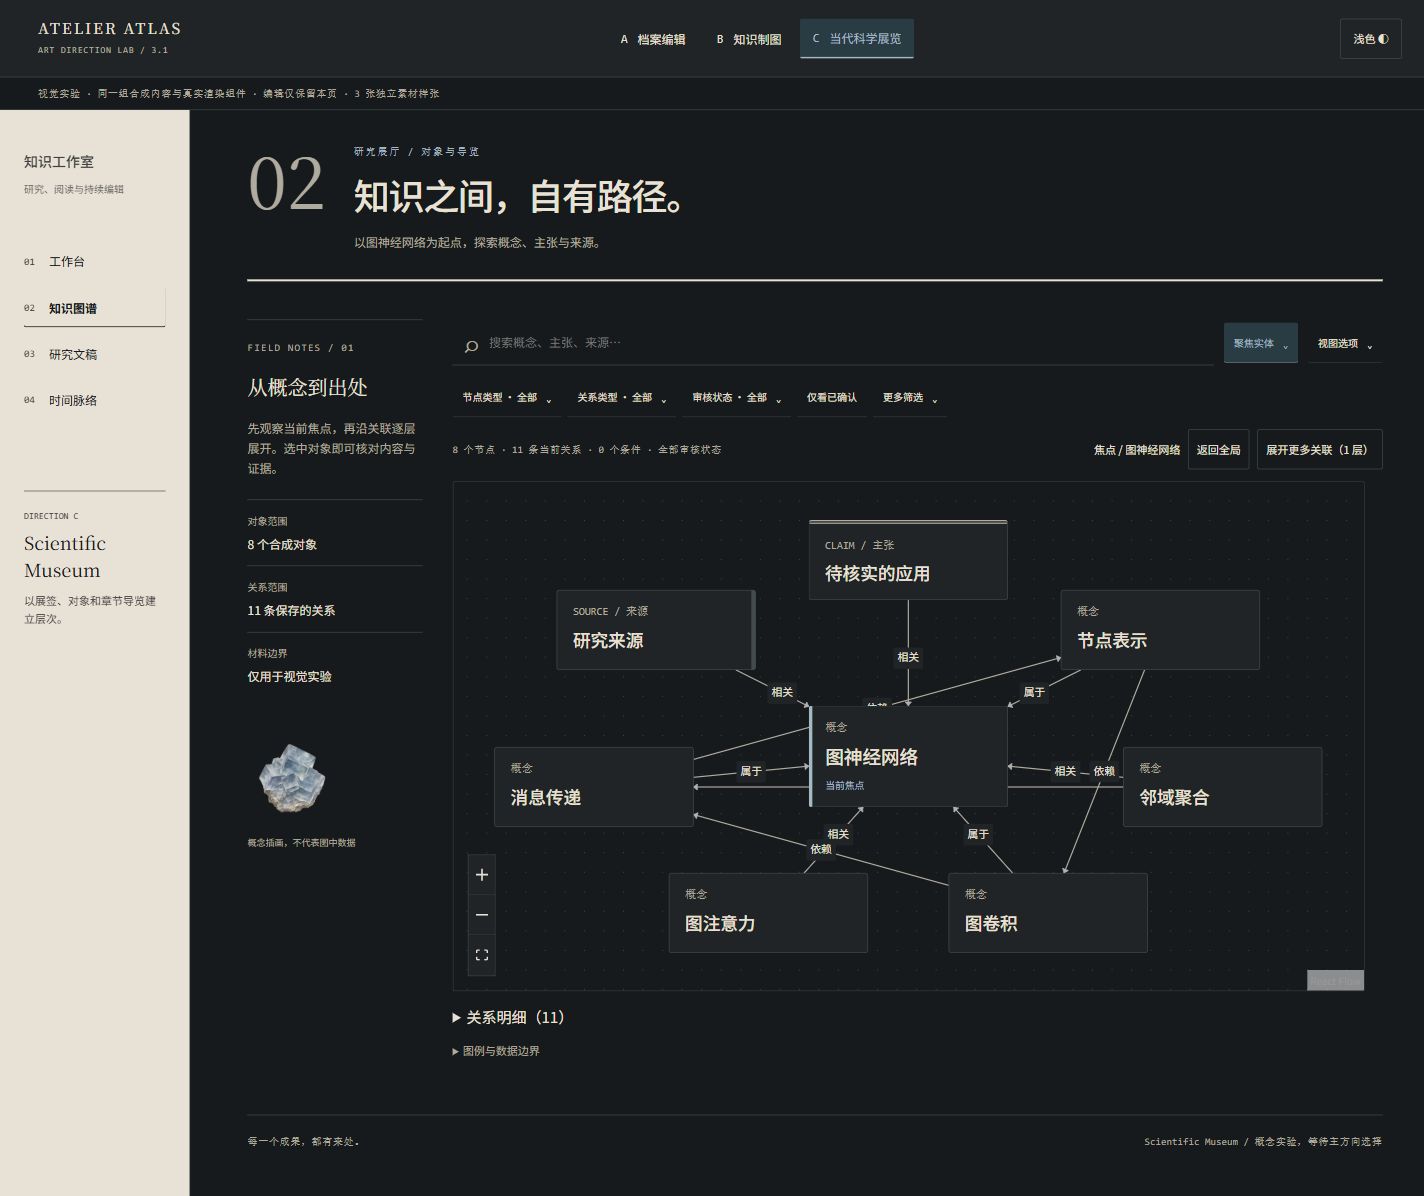 ATELIER ATLAS
ART DIRECTION LAB / 3.1
A 档案编辑
B 知识制图
C 当代科学展览
浅色
视觉实验 · 同一组合成内容与真实渲染组件 · 编辑仅保留本页 · 3 张独立素材样张
知识工作室
研究、阅读与持续编辑
01 工作台
02 知识图谱
03 研究文稿
04 时间脉络
DIRECTION C
Scientific
Museum
以展签、对象和章节导览建
立层次。
02
研究展厅 / 对象与导览
知识之间，自有路径。
以图神经网络为起点，探索概念、主张与来源。
FIELD NOTES / 01
从概念到出处
先观察当前焦点，再沿关联逐层
展开。选中对象即可核对内容与
证据。
对象范围
8 个合成对象
关系范围
11 条保存的关系
材料边界
仅用于视觉实验
概念插画，不代表图中数据
搜索概念、主张、来源…
聚焦实体
视图选项
节点类型 · 全部
关系类型 · 全部
审核状态 · 全部
仅看已确认
更多筛选
8 个节点 · 11 条当前关系 · 0 个条件 · 全部审核状态
焦点 / 图神经网络
返回全局
展开更多关联（1 层）
CLAIM / 主张
待核实的应用
SOURCE / 来源
研究来源
概念
节点表示
相关
相关
属于
依赖
概念
图神经网络
当前焦点
概念
消息传递
属于
相关
依赖
概念
邻域聚合
相关
依赖
属于
概念
图注意力
概念
图卷积
React Flow
关系明细（11）
图例与数据边界
每一个成果，都有来处。
Scientific Museum / 概念实验，等待主方向选择